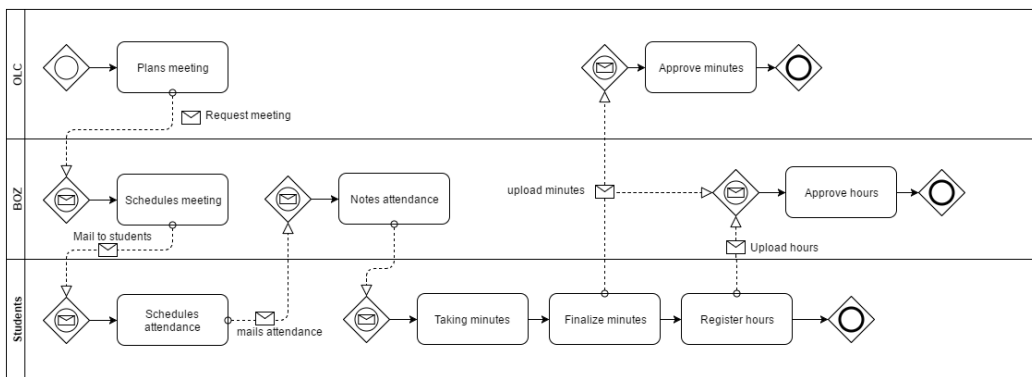 OLC
Plans meeting
Approve minutes
Request meeting
BOZ
Schedules meeting
Notes attendance
upload minutes
Approve hours
Mail to students
Upload hours
Students
Schedules
attendance
mails attendance
Taking minutes
Finalize minutes
Register hours